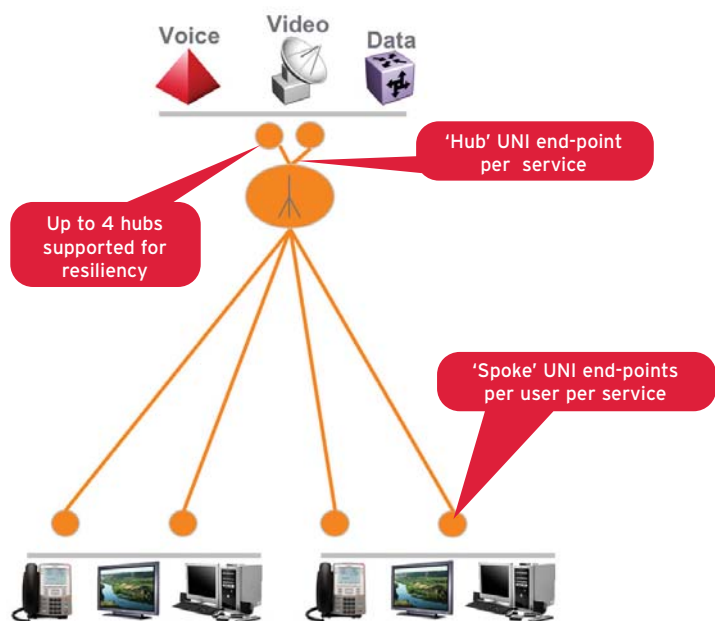 Voice
Video
Data
'Hub' UNI end-point
per service
Up to 4 hubs
supported for
resiliency
'Spoke' UNI end-points
per user per service